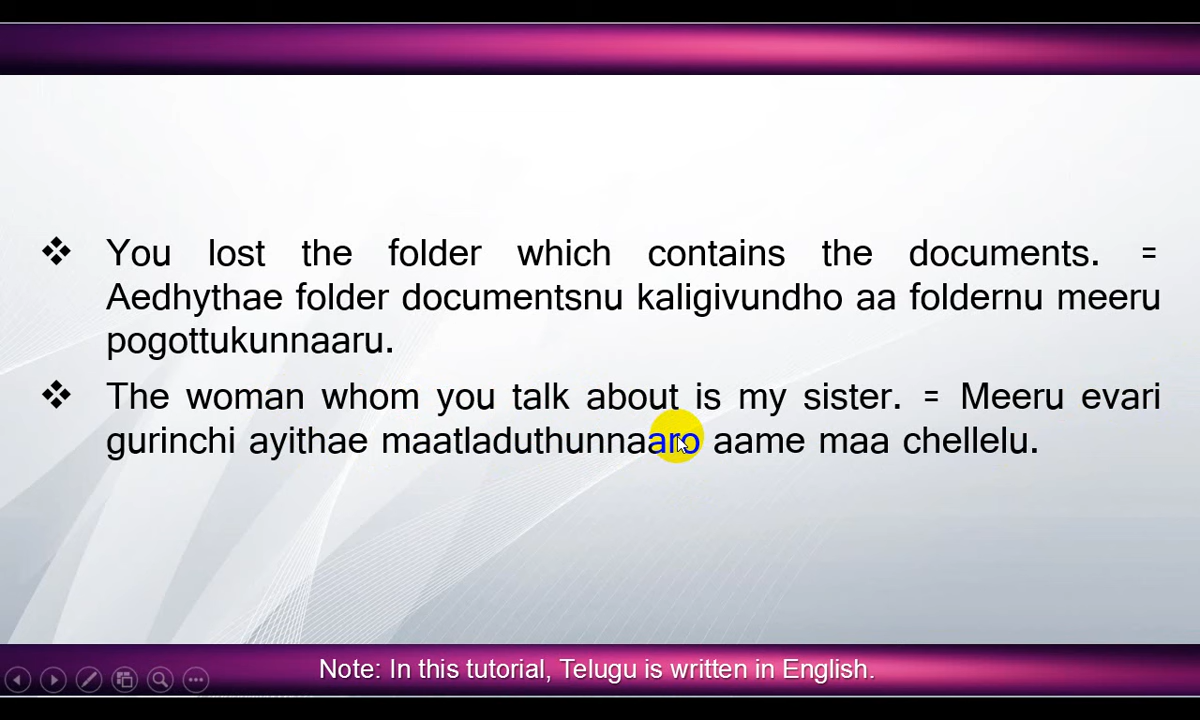 You lost the folder which contains the documents. =
Aedhythae folder documentsnu kaligivundho aa foldernu meeru
pogottukunnaaru.
The woman whom you talk about is my sister. = Meeru evari
gurinchi ayithae maatladuthunnaaro aame maa chellelu.
Note: In this tutorial, Telugu is written in English.